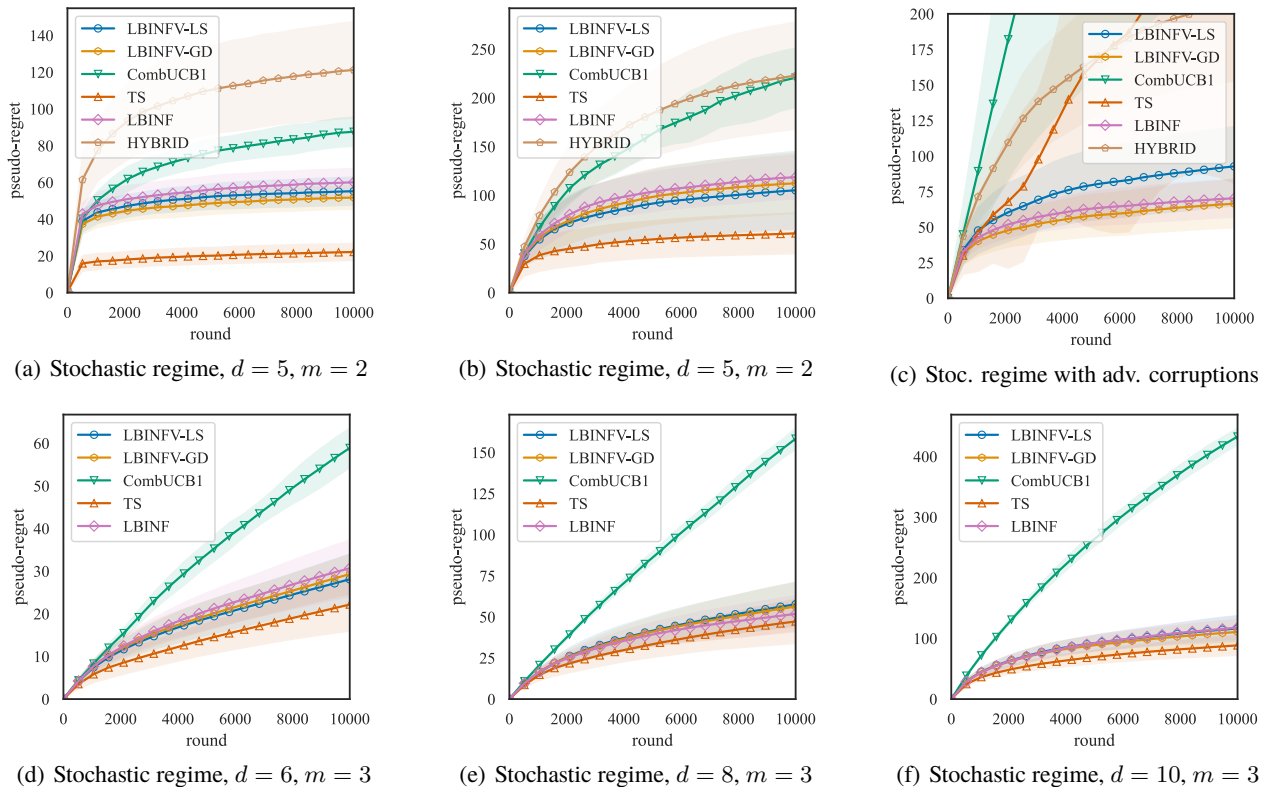 140
120
100
80
60
40
20
0
pseudo-regret
LBINFV-LS
LBINFV-GD
CombUCB1
TS
LBINF
HYBRID
0 2000 4000 6000 8000 10000
round
(a) Stochastic regime, d = 5, m = 2
250
200
150
100
50
0
pseudo-regret
LBINFV-LS
LBINFV-GD
CombUCB1
TS
LBINF
HYBRID
0 2000 4000 6000 8000 10000
round
(b) Stochastic regime, d = 5, m = 2
200
175
150
125
100
75
50
25
0
pseudo-regret
LBINFV-LS
LBINFV-GD
CombUCB1
TS
LBINF
HYBRID
0 2000 4000 6000 8000 10000
round
(c) Stoc. regime with adv. corruptions
60
50
40
30
20
10
0
pseudo-regret
LBINFV-LS
LBINFV-GD
CombUCB1
TS
LBINF
0 2000 4000 6000 8000 10000
round
(d) Stochastic regime, d = 6, m = 3
150
125
100
75
50
25
0
pseudo-regret
LBINFV-LS
LBINFV-GD
CombUCB1
TS
LBINF
0 2000 4000 6000 8000 10000
round
(e) Stochastic regime, d = 8, m = 3
400
300
200
100
0
pseudo-regret
LBINFV-LS
LBINFV-GD
CombUCB1
TS
LBINF
0 2000 4000 6000 8000 10000
round
(f) Stochastic regime, d = 10, m = 3